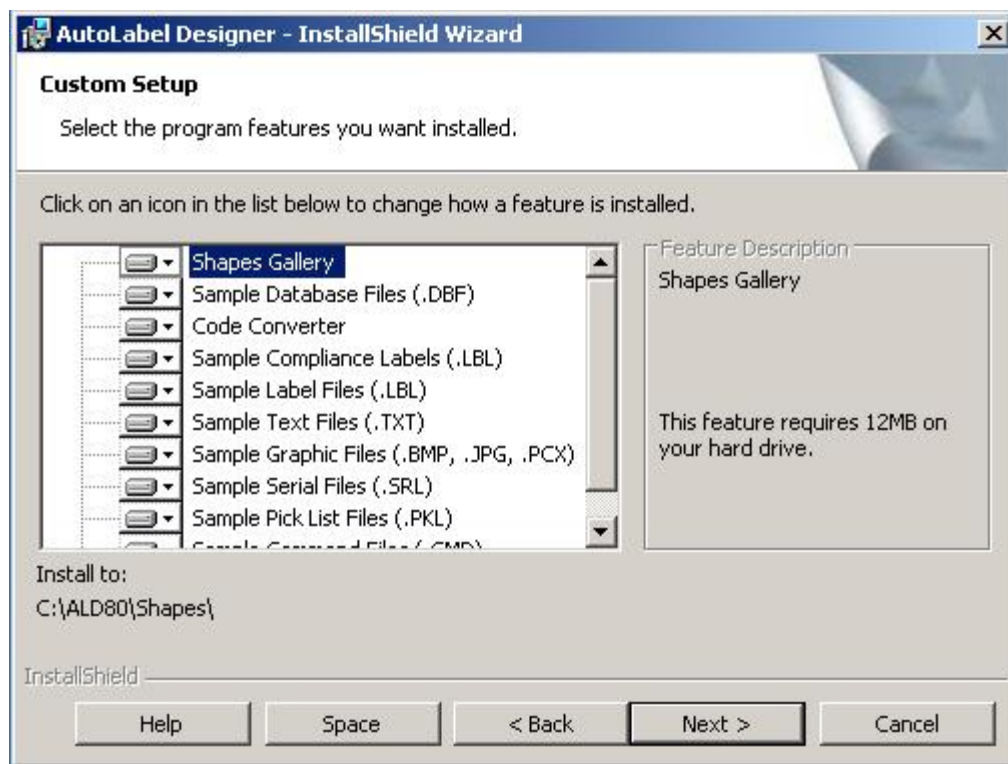 AutoLabel Designer - InstallShield Wizard
Custom Setup
Select the program features you want installed.
Click on an icon in the list below to change how a feature is installed.
Shapes Gallery
Sample Database Files (.DBF)
Code Converter
Sample Compliance Labels (.LBL)
Sample Label Files (.LBL)
Sample Text Files (.TXT)
Sample Graphic Files (.BMP, .JPG, .PCX)
Sample Serial Files (.SRL)
Sample Pick List Files (.PKL)
Sample Command Files (.CMD)
Feature Description
Shapes Gallery
This feature requires 12MB on
your hard drive.
Install to:
C:\ALD80\Shapes\
InstallShield
Help
Space
< Back
Next >
Cancel